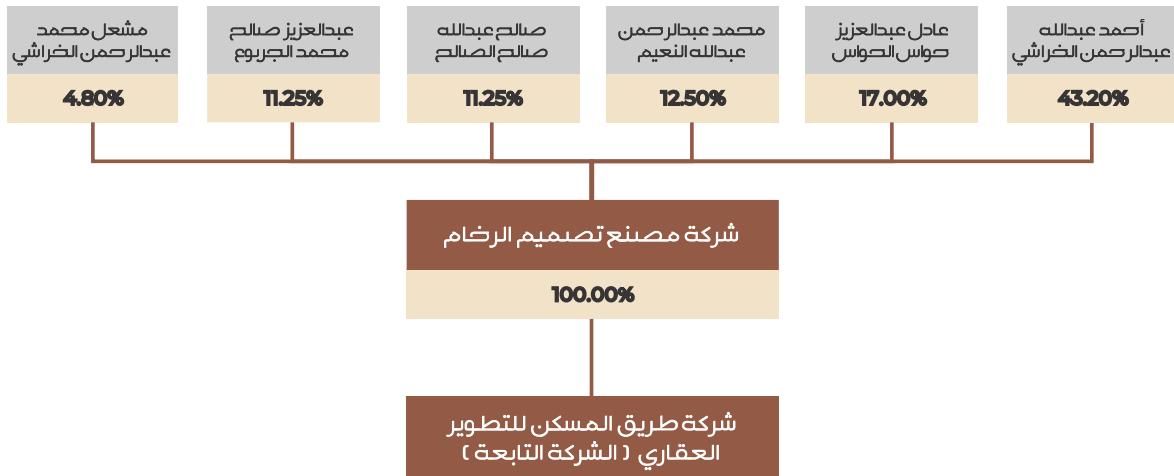 أحمد عبدالله
عبدالرحمن الخراشي
43.20%
عادل عبدالعزيز
حواس الحواس
17.00%
محمد عبدالرحمن
عبدالله النعيم
12.50%
صالح عبدالله
صالح الصالح
11.25%
عبدالعزيز صالح
محمد الجربوع
11.25%
مشعل محمد
عبدالرحمن الخراشي
4.80%
شركة مصنع تصميم الرخام
100.00%
شركة طريق المسكن للتطوير
العقاري ( الشركة التابعة )